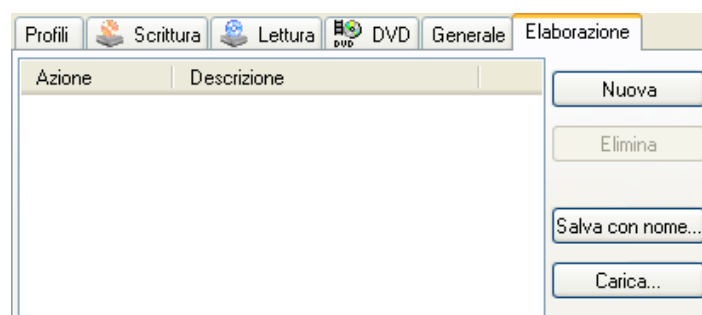 Profili Scrittura Lettura DVD DVD Generale Elaborazione
Azione Descrizione
Nuova
Elimina
Salva con nome...
Carica...